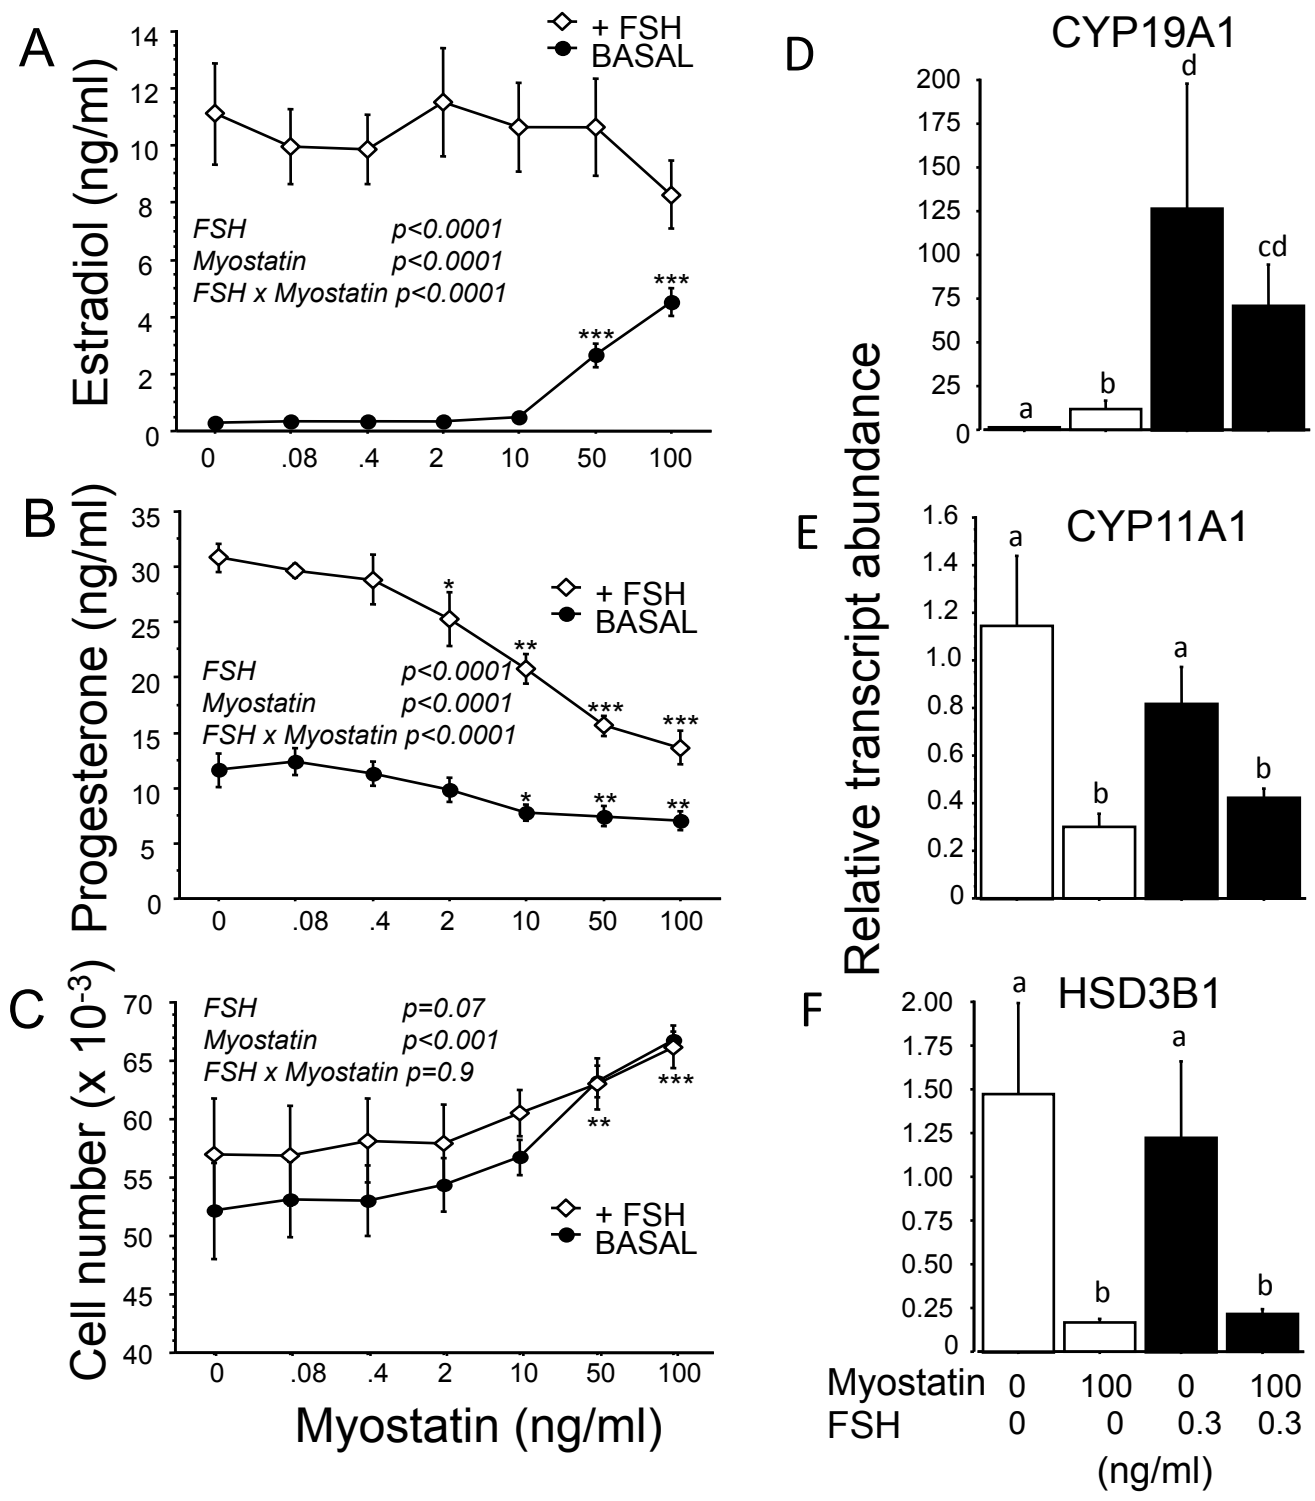 A
Estradiol (ng/ml)
14
12
10
8
6
4
2
0
+ FSH
BASAL
FSH p<0.0001
Myostatin p<0.0001
FSH x Myostatin p<0.0001
***
***
0 .08 .4 2 10 50 100
B
Progesterone (ng/ml)
35
30
25
20
15
10
5
0
+ FSH
BASAL
*
**
***
***
FSH p<0.0001
Myostatin p<0.0001
FSH x Myostatin p<0.0001
*
**
**
0 .08 .4 2 10 50 100
C
Cell number (x 10-3)
70
65
60
55
50
45
40
FSH p=0.07
Myostatin p<0.001
FSH x Myostatin p=0.9
***
**
+ FSH
BASAL
0 .08 .4 2 10 50 100
Myostatin (ng/ml)
Relative transcript abundance
D
CYP19A1
200
175
150
125
100
75
50
25
0
a b d cd
E
CYP11A1
1.6
1.4
1.2
1.0
0.8
0.6
0.4
0.2
0
a b a b
F
HSD3B1
2.00
1.75
1.50
1.25
1.00
0.75
0.50
0.25
0
a b a b
Myostatin 0 100 0 100
FSH 0 0 0.3 0.3
(ng/ml)